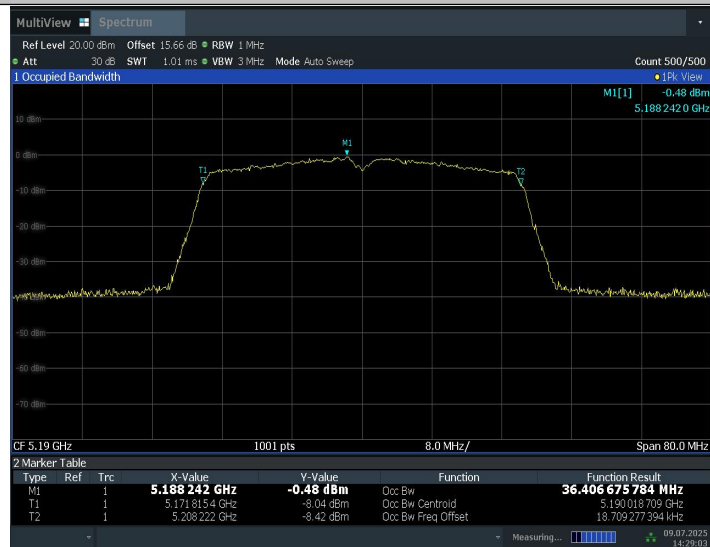 MultiView Spectrum
Ref Level 20.00 dBm Offset 15.66 dB RBW 1 MHz
Att 30 dB SWT 1.01 ms VBW 3 MHz Mode Auto Sweep Count 500/500
1 Occupied Bandwidth 1Pk View
M1[1] -0.48 dBm
5.188 242 0 GHz
10 dBm
M1
0 dBm
T1 T2
-10 dBm
-20 dBm
-30 dBm
-50 dBm
-60 dBm
-70 dBm
CF 5.19 GHz 1001 pts 8.0 MHz/ Span 80.0 MHz
2 Marker Table
Type Ref Trc X-Value Y-Value Function Function Result
M1 1 5.188 242 GHz -0.48 dBm Occ Bw 36.406 675 784 MHz
T1 1 5.171 815 4 GHz -8.04 dBm Occ Bw Centroid 5.190 018 709 GHz
T2 1 5.208 222 GHz -8.42 dBm Occ Bw Freq Offset 18.709 277 394 kHz
Measuring... 09.07.2025
14:29:03